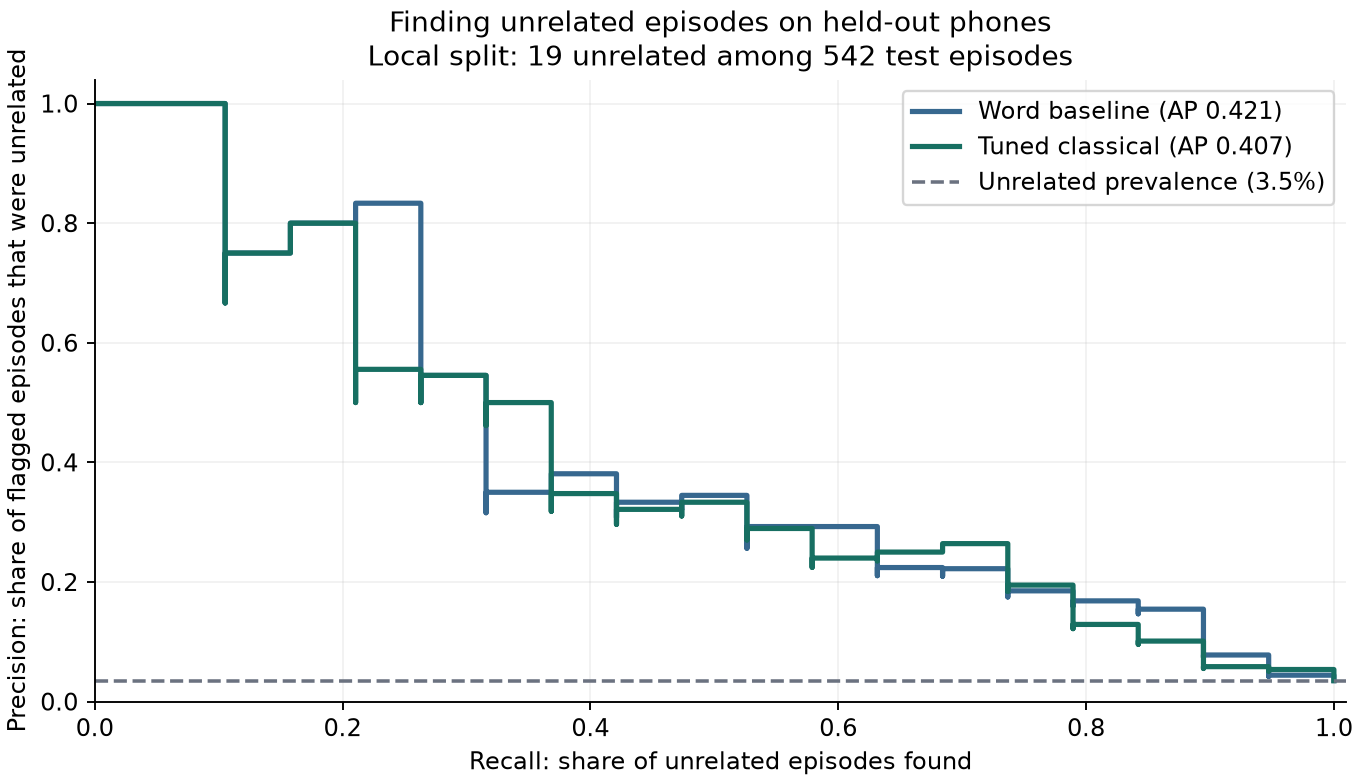 Finding unrelated episodes on held-out phones
Local split: 19 unrelated among 542 test episodes
Precision: share of flagged episodes that were unrelated
1.0
0.8
0.6
0.4
0.2
0.0
Word baseline (AP 0.421)
Tuned classical (AP 0.407)
Unrelated prevalence (3.5%)
0.0 0.2 0.4 0.6 0.8 1.0
Recall: share of unrelated episodes found